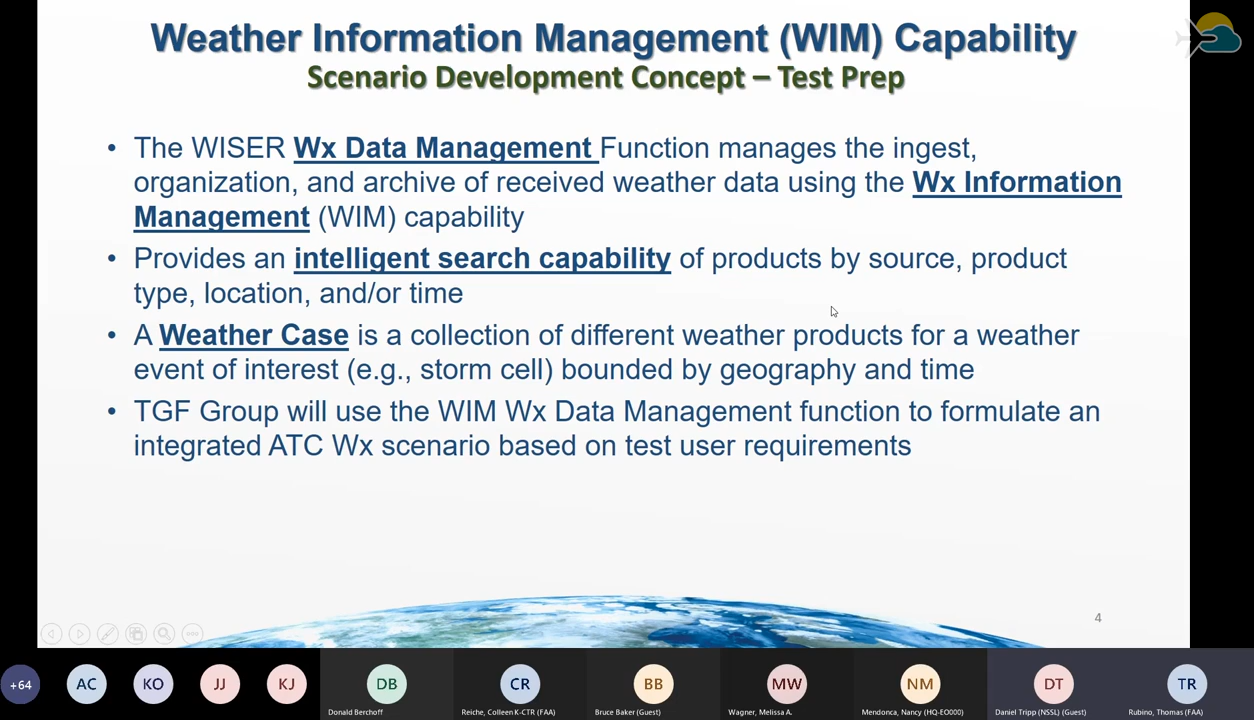 Weather Information Management (WIM) Capability
Scenario Development Concept – Test Prep
• The WISER Wx Data Management Function manages the ingest,
organization, and archive of received weather data using the Wx Information
Management (WIM) capability
• Provides an intelligent search capability of products by source, product
type, location, and/or time
• A Weather Case is a collection of different weather products for a weather
event of interest (e.g., storm cell) bounded by geography and time
• TGF Group will use the WIM Wx Data Management function to formulate an
integrated ATC Wx scenario based on test user requirements
4
+64 AC KO JJ KJ DB CR BB MW NM DT TR
Donald Berchoff Reiche, Colleen K-CTR (FAA) Bruce Baker (Guest) Wagner, Melissa A. Mendonca, Nancy (HQ-EO000) Daniel Tripp (NSSL) (Guest) Rubino, Thomas (FAA)